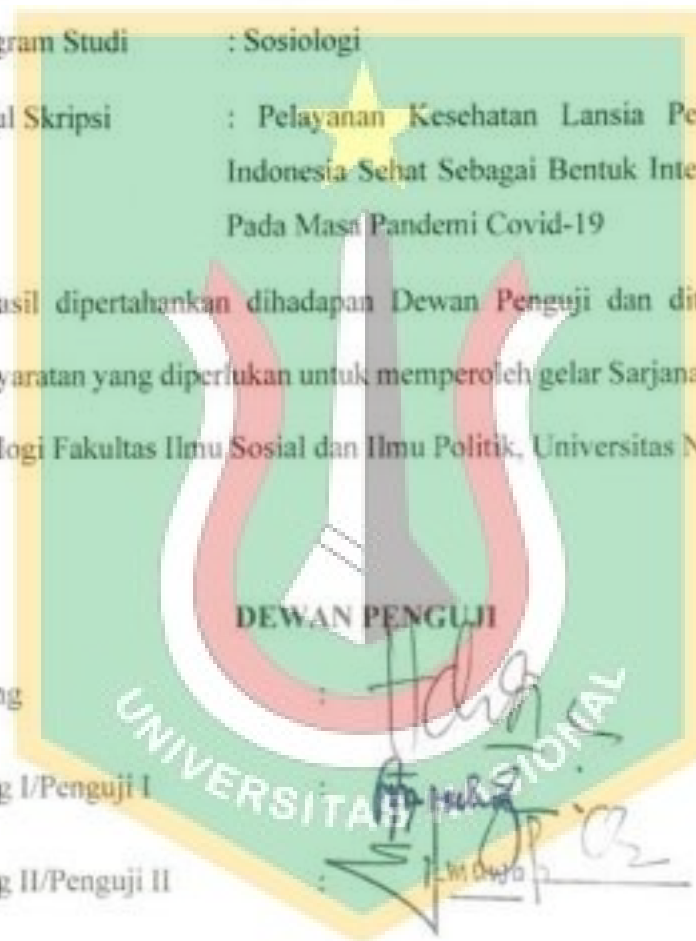 gram Studi : Sosiologi
ul Skripsi : Pelayanan Kesehatan Lansia Pe
Indonesia Sehat Sebagai Bentuk Inte
Pada Masa Pandemi Covid-19
asil dipertahankan dihadapan Dewan Penguji dan dit
yaratan yang diperlukan untuk memperoleh gelar Sarjana
logi Fakultas Ilmu Sosial dan Ilmu Politik, Universitas N
DEWAN PENGUJI
ng :
g I/Penguji I :
g II/Penguji II :
UNIVERSITAS NASIONAL